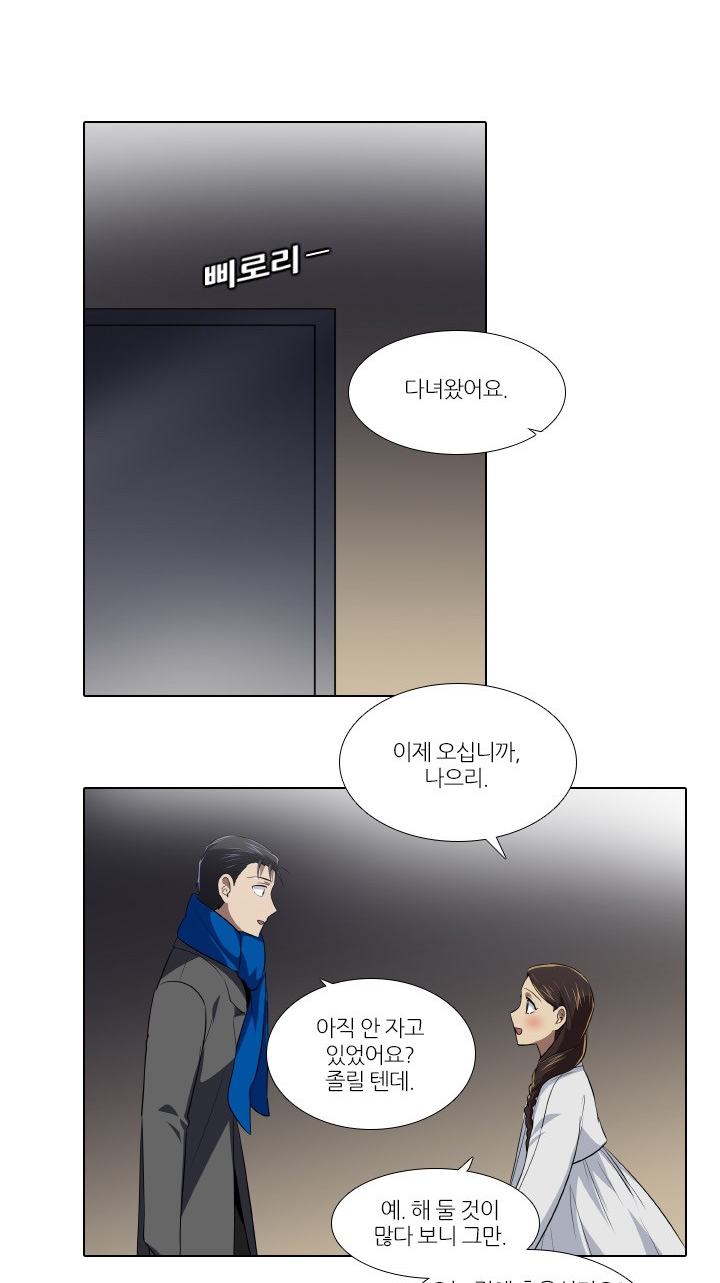 삐로리ㅡ
다녀왔어요.
이제 오십니까,
나으리.
아직 안 자고
있었어요?
졸릴 텐데.
예. 해 둘 것이
많다 보니 그만.